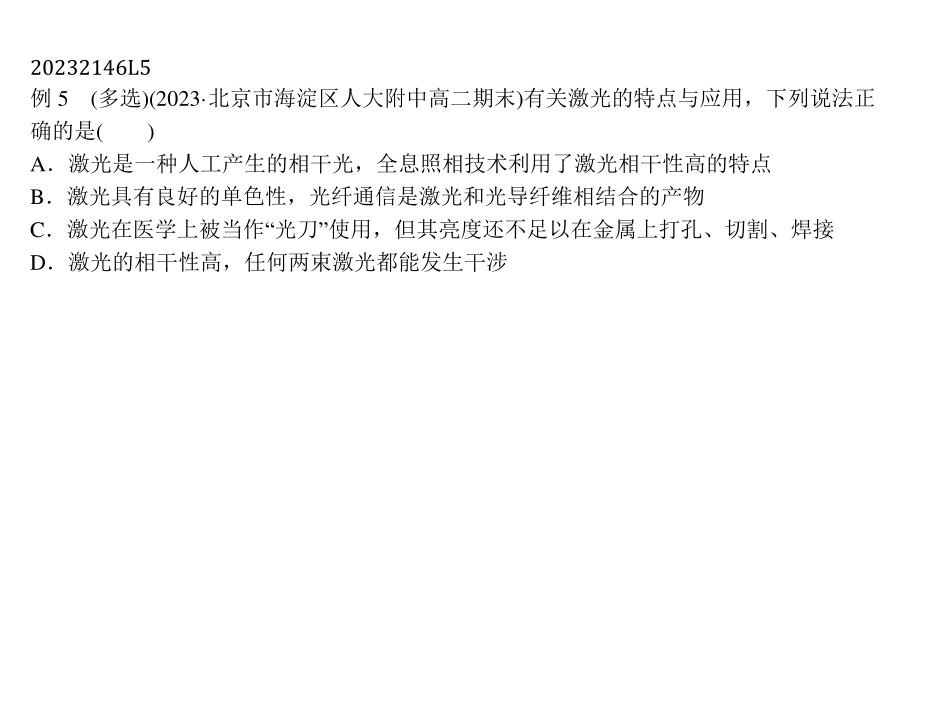 20232146L5
例 5　(多选)(2023·北京市海淀区人大附中高二期末)有关激光的特点与应用，下列说法正
确的是(　　)
A．激光是一种人工产生的相干光，全息照相技术利用了激光相干性高的特点
B．激光具有良好的单色性，光纤通信是激光和光导纤维相结合的产物
C．激光在医学上被当作“光刀”使用，但其亮度还不足以在金属上打孔、切割、焊接
D．激光的相干性高，任何两束激光都能发生干涉